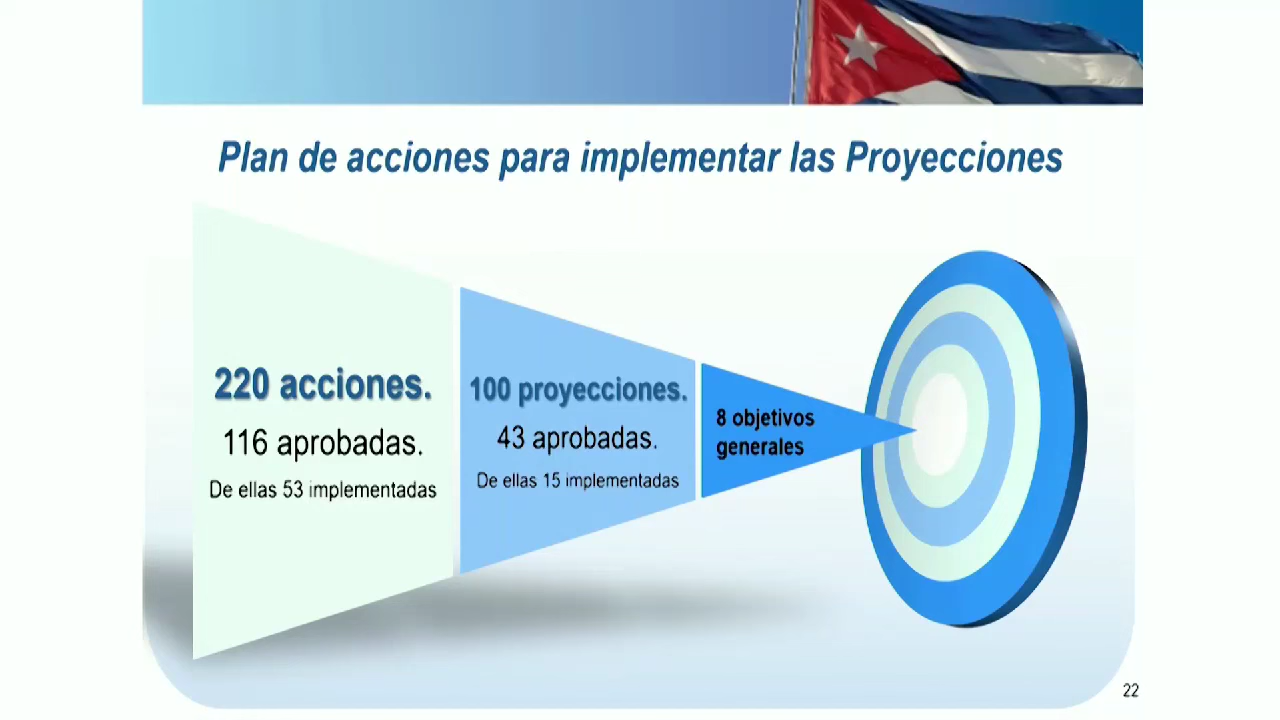 Plan de acciones para implementar las Proyecciones
220 acciones.
116 aprobadas.
De ellas 53 implementadas
100 proyecciones.
43 aprobadas.
De ellas 15 implementadas
8 objetivos
generales
22